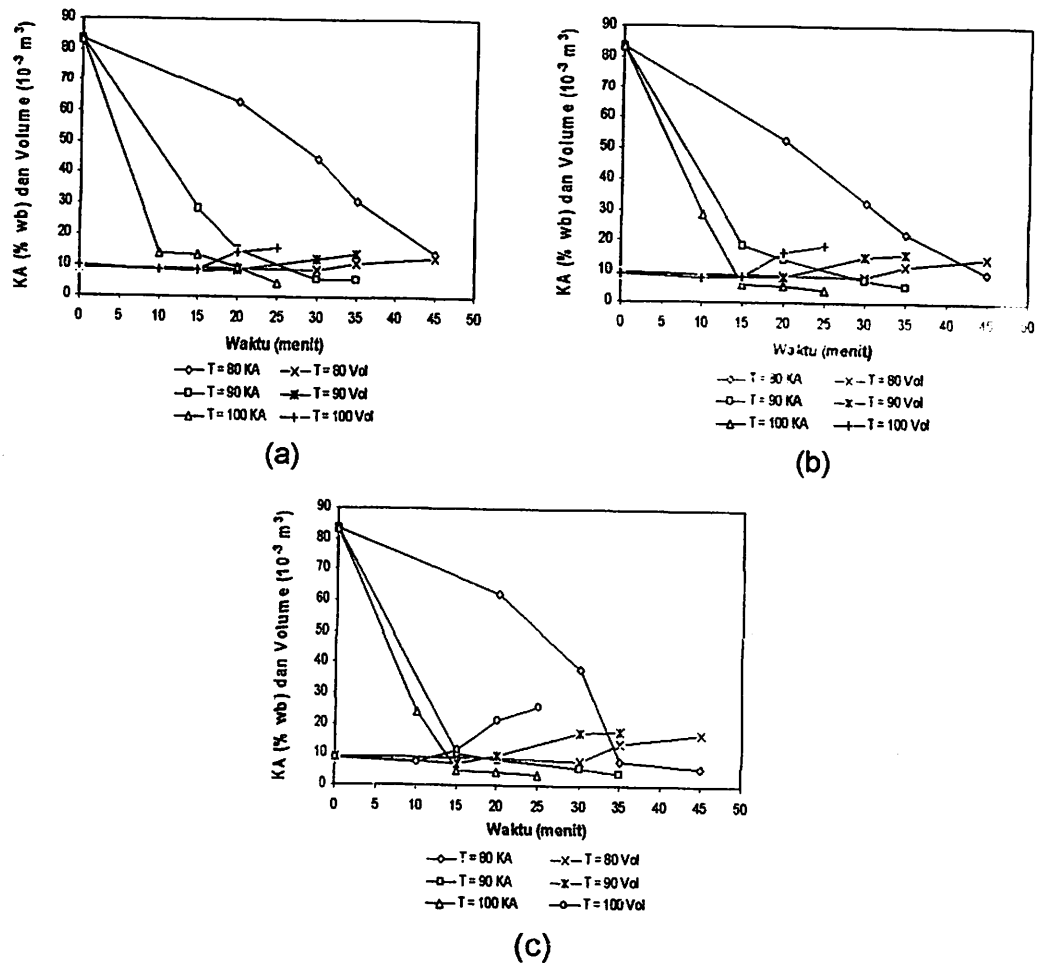 KA (% wb) dan Volume (10⁻³ m³)
90
80
70
60
50
40
30
20
10
0
0 5 10 15 20 25 30 35 40 45 50
Waktu (menit)
T = 80 KA T = 80 Vol
T = 90 KA T = 90 Vol
T = 100 KA T = 100 Vol
(a)
KA (% wb) dan Volume (10⁻³ m³)
90
80
70
60
50
40
30
20
10
0
0 5 10 15 20 25 30 35 40 45 50
Waktu (menit)
T = 80 KA T = 80 Vol
T = 90 KA T = 90 Vol
T = 100 KA T = 100 Vol
(b)
KA (% wb) dan Volume (10⁻³ m³)
90
80
70
60
50
40
30
20
10
0
0 5 10 15 20 25 30 35 40 45 50
Waktu (menit)
T = 80 KA T = 80 Vol
T = 90 KA T = 90 Vol
T = 100 KA T = 100 Vol
(c)